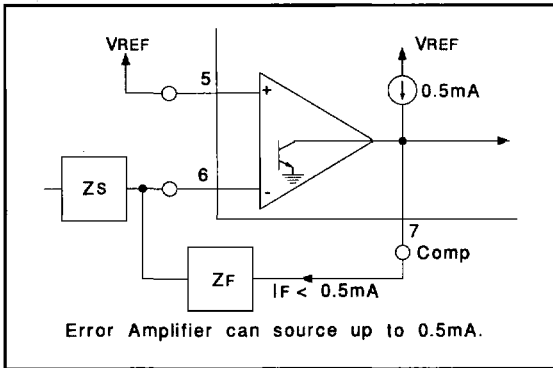 VREF
VREF
5
+
0.5mA
6
-
Zs
7
Comp
ZF
IF < 0.5mA
Error Amplifier can source up to 0.5mA.